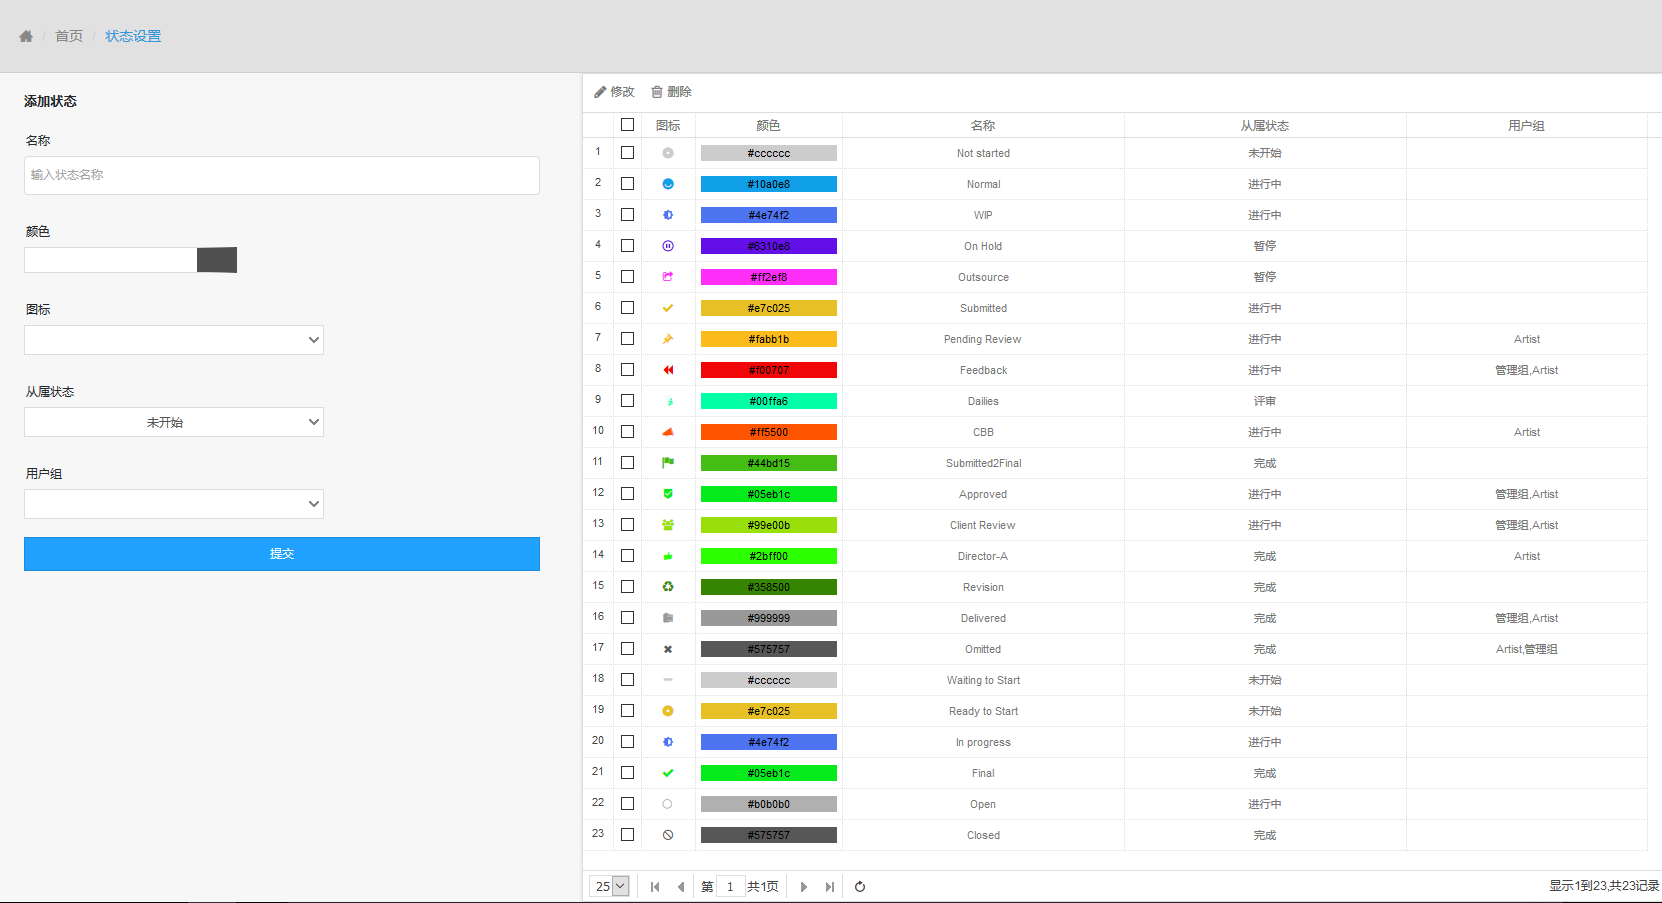 / 首页 / 状态设置
添加状态
名称
输入状态名称
颜色
图标
从属状态
未开始
用户组
提交
修改 删除
图标 颜色 名称 从属状态 用户组
1 #cccccc Not started 未开始
2 #10a0e8 Normal 进行中
3 #4e74f2 WIP 进行中
4 #6310e8 On Hold 暂停
5 #ff2ef8 Outsource 暂停
6 #e7c025 Submitted 进行中
7 #fabb1b Pending Review 进行中 Artist
8 #f00707 Feedback 进行中 管理组,Artist
9 #00ffa6 Dailies 评审
10 #ff5500 CBB 进行中 Artist
11 #44bd15 Submitted2Final 完成
12 #05eb1c Approved 进行中 管理组,Artist
13 #99e00b Client Review 进行中 管理组,Artist
14 #2bff00 Director-A 完成 Artist
15 #358500 Revision 完成
16 #999999 Delivered 完成 管理组,Artist
17 #575757 Omitted 完成 Artist,管理组
18 #cccccc Waiting to Start 未开始
19 #e7c025 Ready to Start 未开始
20 #4e74f2 In progress 进行中
21 #05eb1c Final 完成
22 #b0b0b0 Open 进行中
23 #575757 Closed 完成
25 第 1 共1页 显示1到23,共23记录